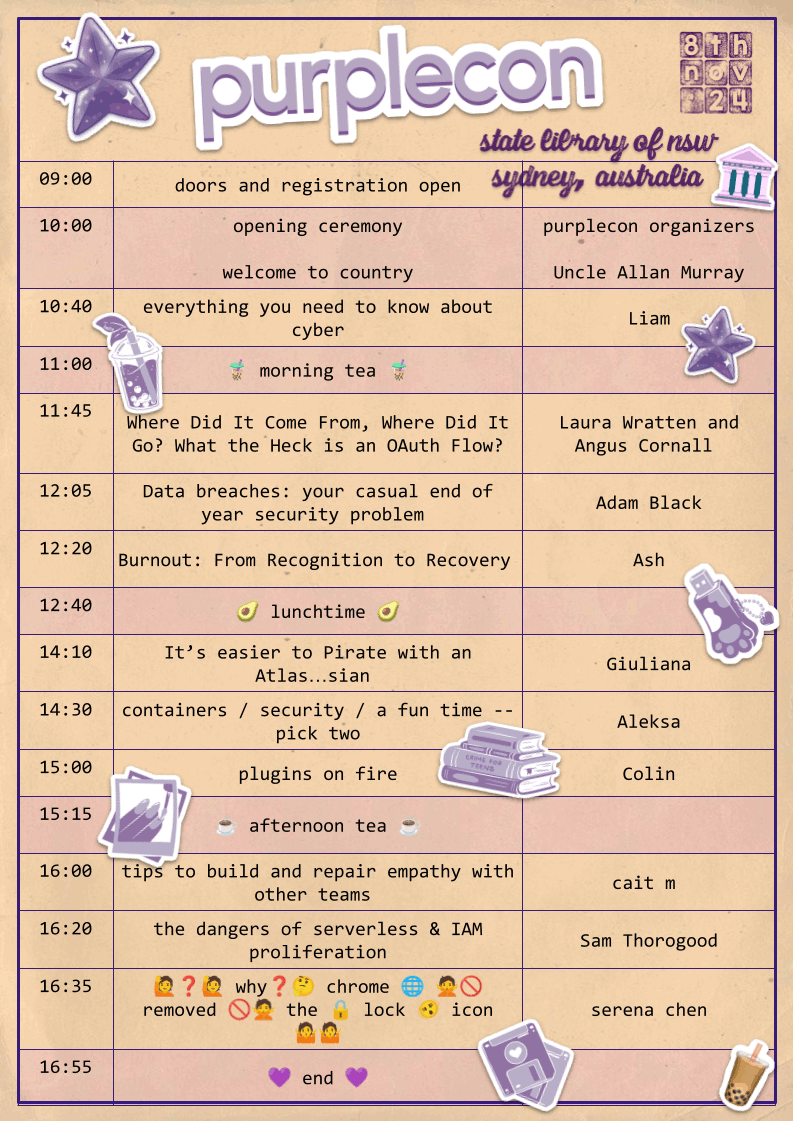 purplecon
8th
nov
'24
state library of nsw
sydney, australia
09:00 doors and registration open
10:00 opening ceremony purplecon organizers
welcome to country Uncle Allan Murray
10:40 everything you need to know about
cyber Liam
11:00 🧋 morning tea 🧋
11:45 Where Did It Come From, Where Did It Laura Wratten and
Go? What the Heck is an OAuth Flow? Angus Cornall
12:05 Data breaches: your casual end of
year security problem Adam Black
12:20 Burnout: From Recognition to Recovery Ash
12:40 🥑 lunchtime 🥑
14:10 It’s easier to Pirate with an
Atlas…sian Giuliana
14:30 containers / security / a fun time --
pick two Aleksa
CRIME FOR
TEENS
15:00 plugins on fire Colin
15:15 ☕ afternoon tea ☕
16:00 tips to build and repair empathy with
other teams cait m
16:20 the dangers of serverless & IAM
proliferation Sam Thorogood
16:35 🙋❓🙋 why❓🤔 chrome 🌐 🙅🚫
removed 🚫🙅 the 🔒 lock 🫨 icon serena chen
🤷🤷
16:55 💜 end 💜